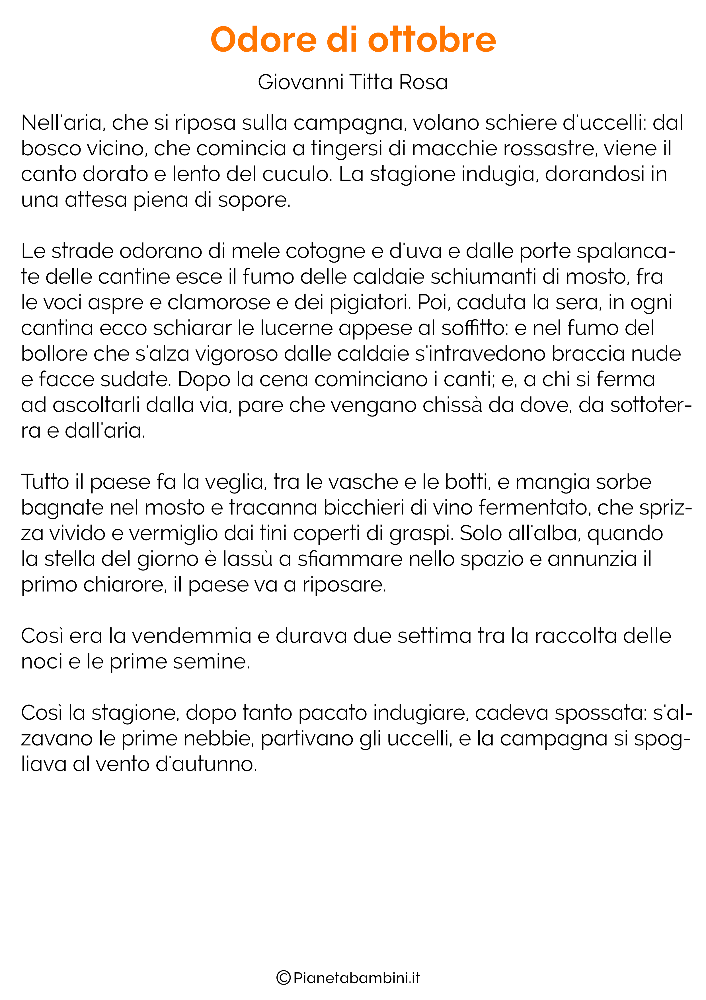 Odore di ottobre
Giovanni Titta Rosa
Nell'aria, che si riposa sulla campagna, volano schiere d'uccelli: dal
bosco vicino, che comincia a tingersi di macchie rossastre, viene il
canto dorato e lento del cuculo. La stagione indugia, dorandosi in
una attesa piena di sopore.
Le strade odorano di mele cotogne e d'uva e dalle porte spalanca-
te delle cantine esce il fumo delle caldaie schiumanti di mosto, fra
le voci aspre e clamorose e dei pigiatori. Poi, caduta la sera, in ogni
cantina ecco schiarar le lucerne appese al soffitto: e nel fumo del
bollore che s'alza vigoroso dalle caldaie s'intravedono braccia nude
e facce sudate. Dopo la cena cominciano i canti; e, a chi si ferma
ad ascoltarli dalla via, pare che vengano chissà da dove, da sottoter-
ra e dall'aria.
Tutto il paese fa la veglia, tra le vasche e le botti, e mangia sorbe
bagnate nel mosto e tracanna bicchieri di vino fermentato, che spriz-
za vivido e vermiglio dai tini coperti di graspi. Solo all'alba, quando
la stella del giorno è lassù a sfiammare nello spazio e annunzia il
primo chiarore, il paese va a riposare.
Così era la vendemmia e durava due settima tra la raccolta delle
noci e le prime semine.
Così la stagione, dopo tanto pacato indugiare, cadeva spossata: s'al-
zavano le prime nebbie, partivano gli uccelli, e la campagna si spog-
liava al vento d'autunno.
© Pianetabambini.it